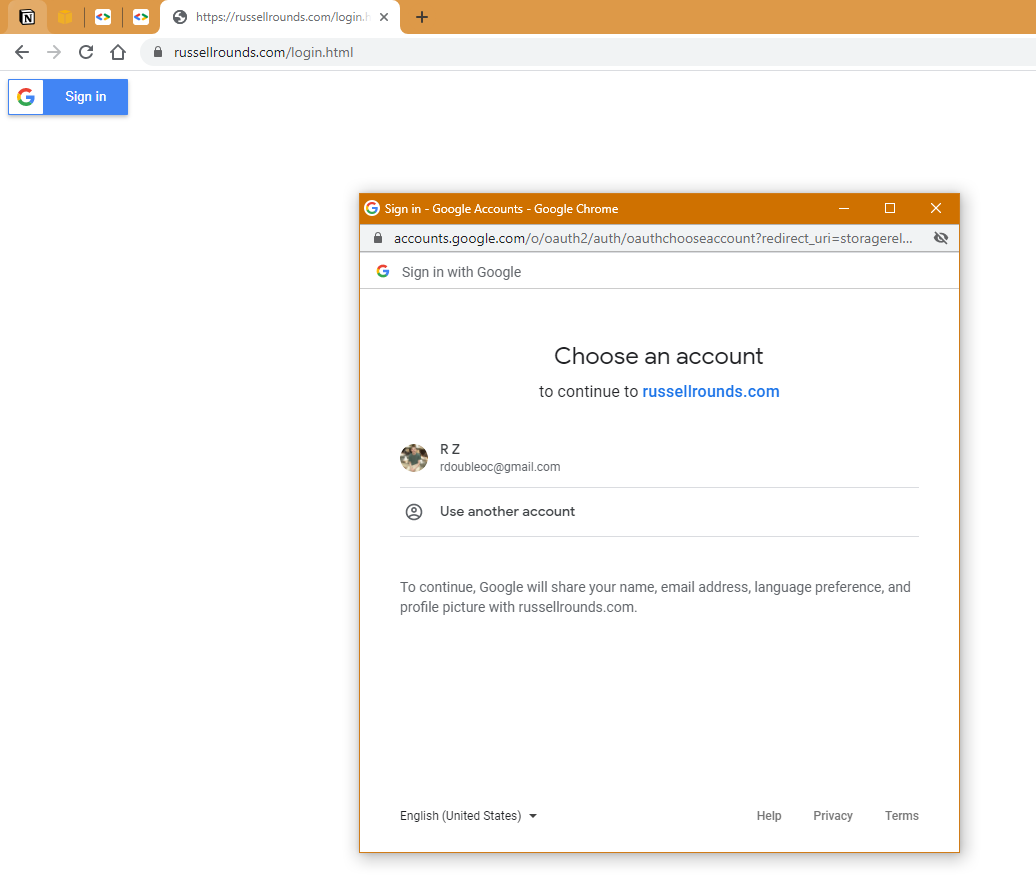 https://russellrounds.com/login.h
russellrounds.com/login.html
Sign in
Sign in - Google Accounts - Google Chrome
accounts.google.com/o/oauth2/auth/oauthchooseaccount?redirect_uri=storagerel...
Sign in with Google
Choose an account
to continue to russellrounds.com
R Z
rdoubleoc@gmail.com
Use another account
To continue, Google will share your name, email address, language preference, and
profile picture with russellrounds.com.
English (United States)
Help Privacy Terms